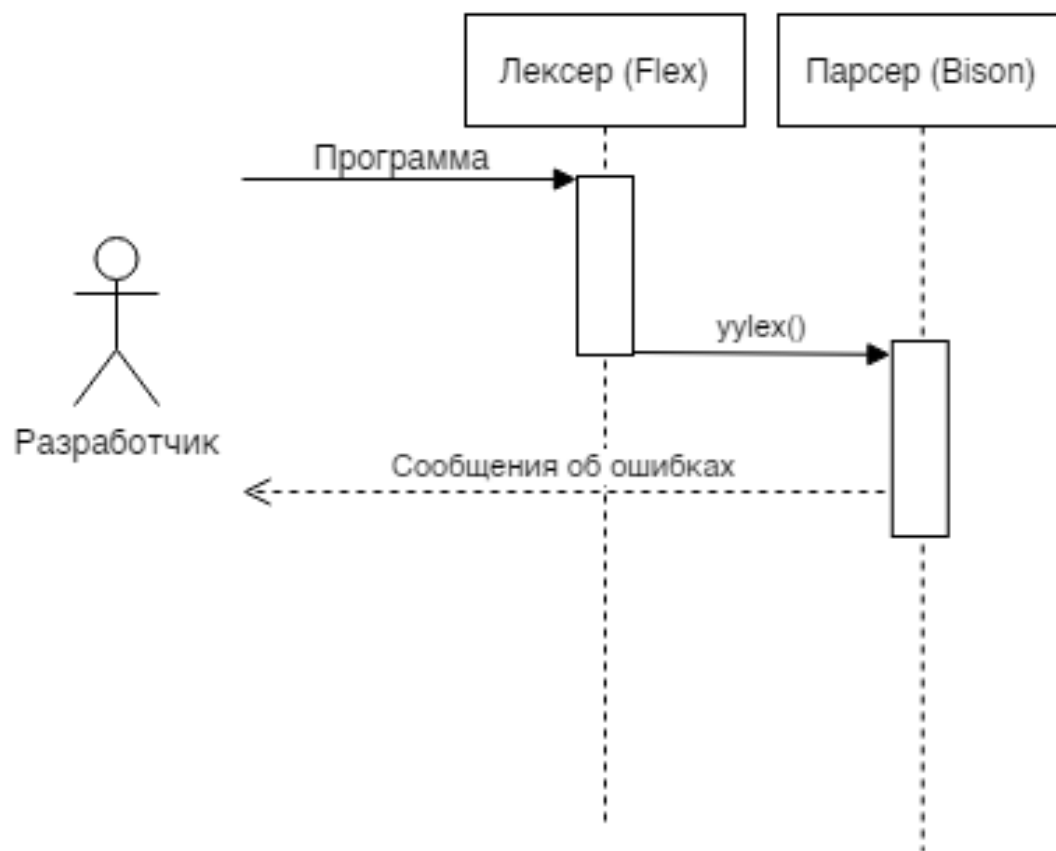 Лексер (Flex)
Парсер (Bison)
Программа
yylex()
Разработчик
Сообщения об ошибках